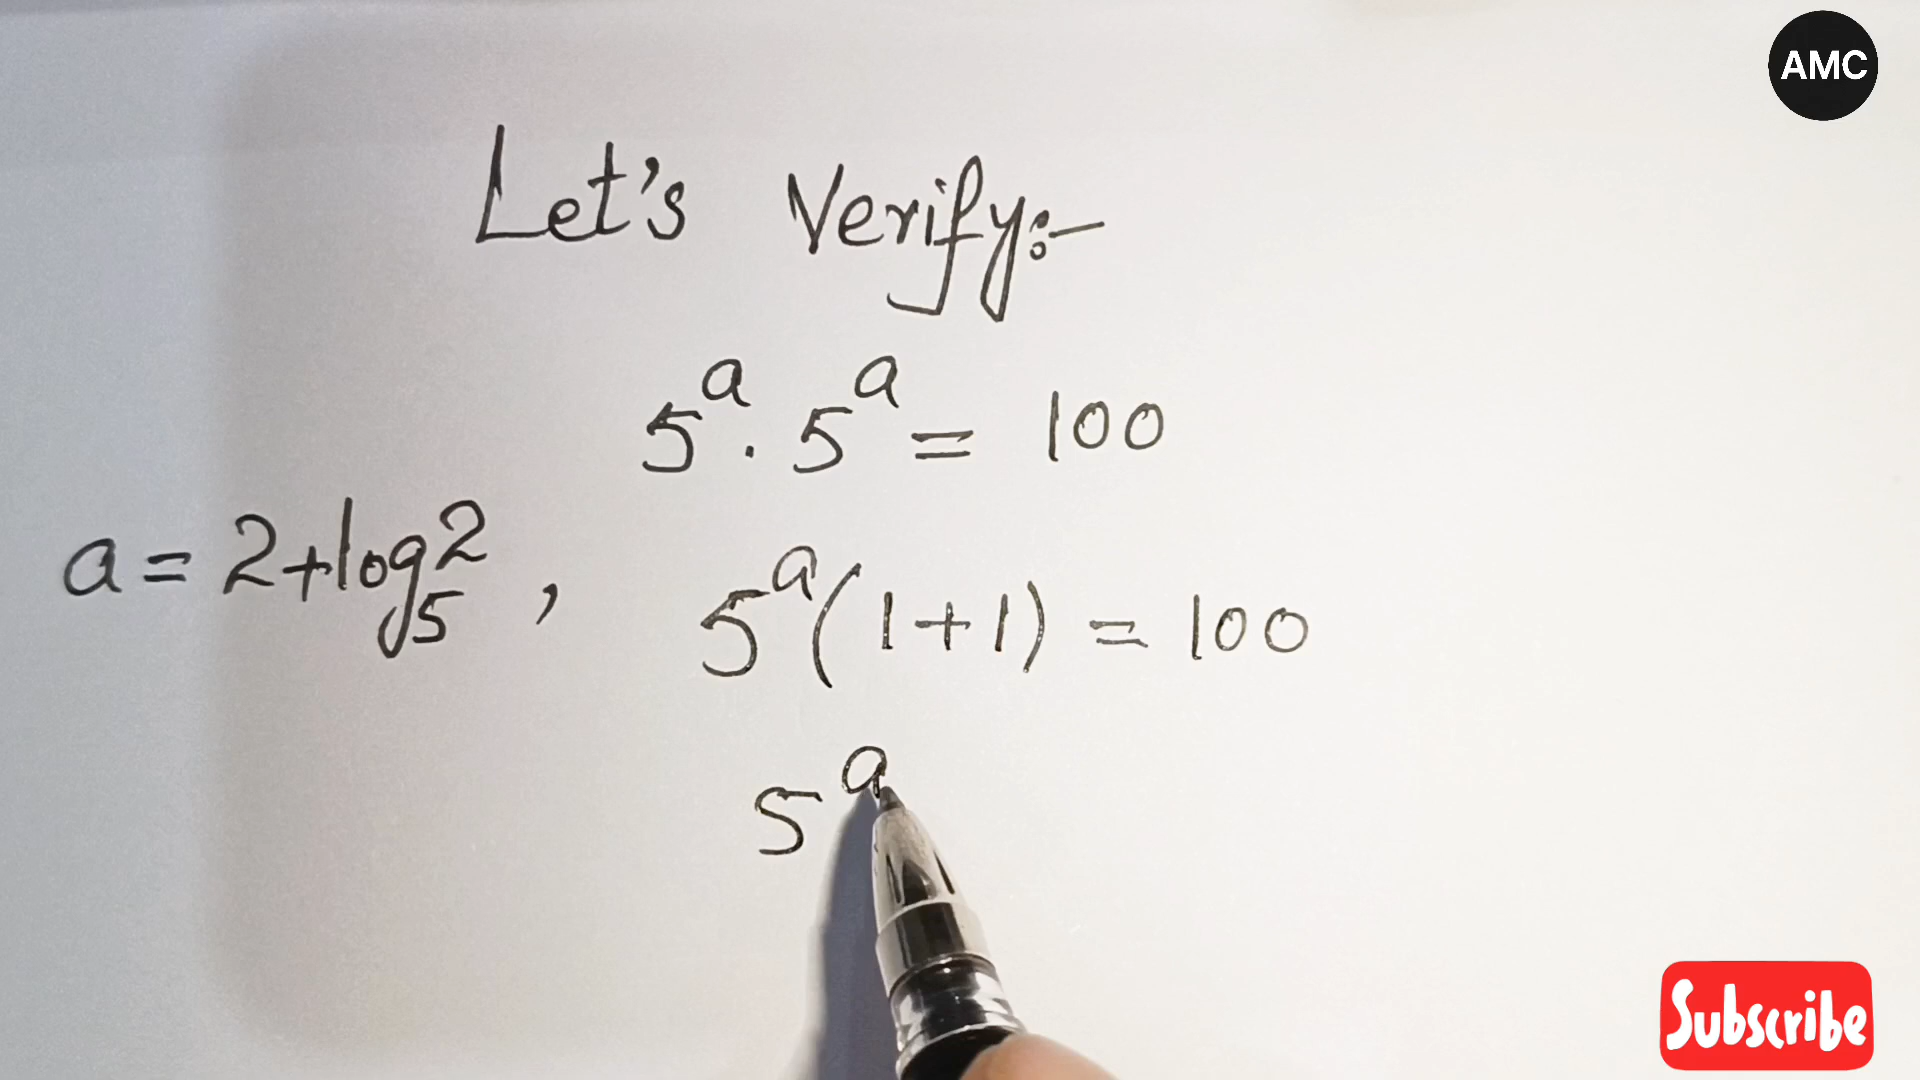 AMC
Let's Verify:-
5^a . 5^a = 100
a = 2+log_5 2 , 5^a (1+1) = 100
5^a
Subscribe